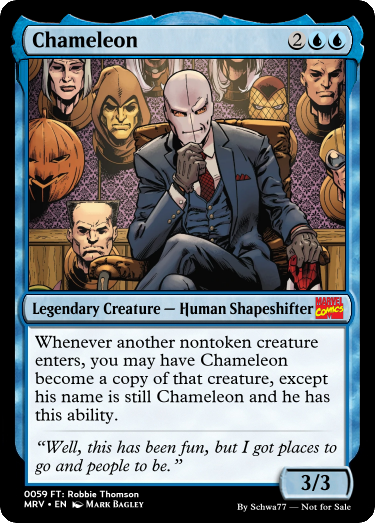 Chameleon 2
Legendary Creature — Human Shapeshifter MARVEL COMICS
Whenever another nontoken creature
enters, you may have Chameleon
become a copy of that creature, except
his name is still Chameleon and he has
this ability.
“Well, this has been fun, but I got places to
go and people to be.”
3/3
0059 FT: Robbie Thomson
MRV • EN Mark Bagley
By Schwa77 — Not for Sale